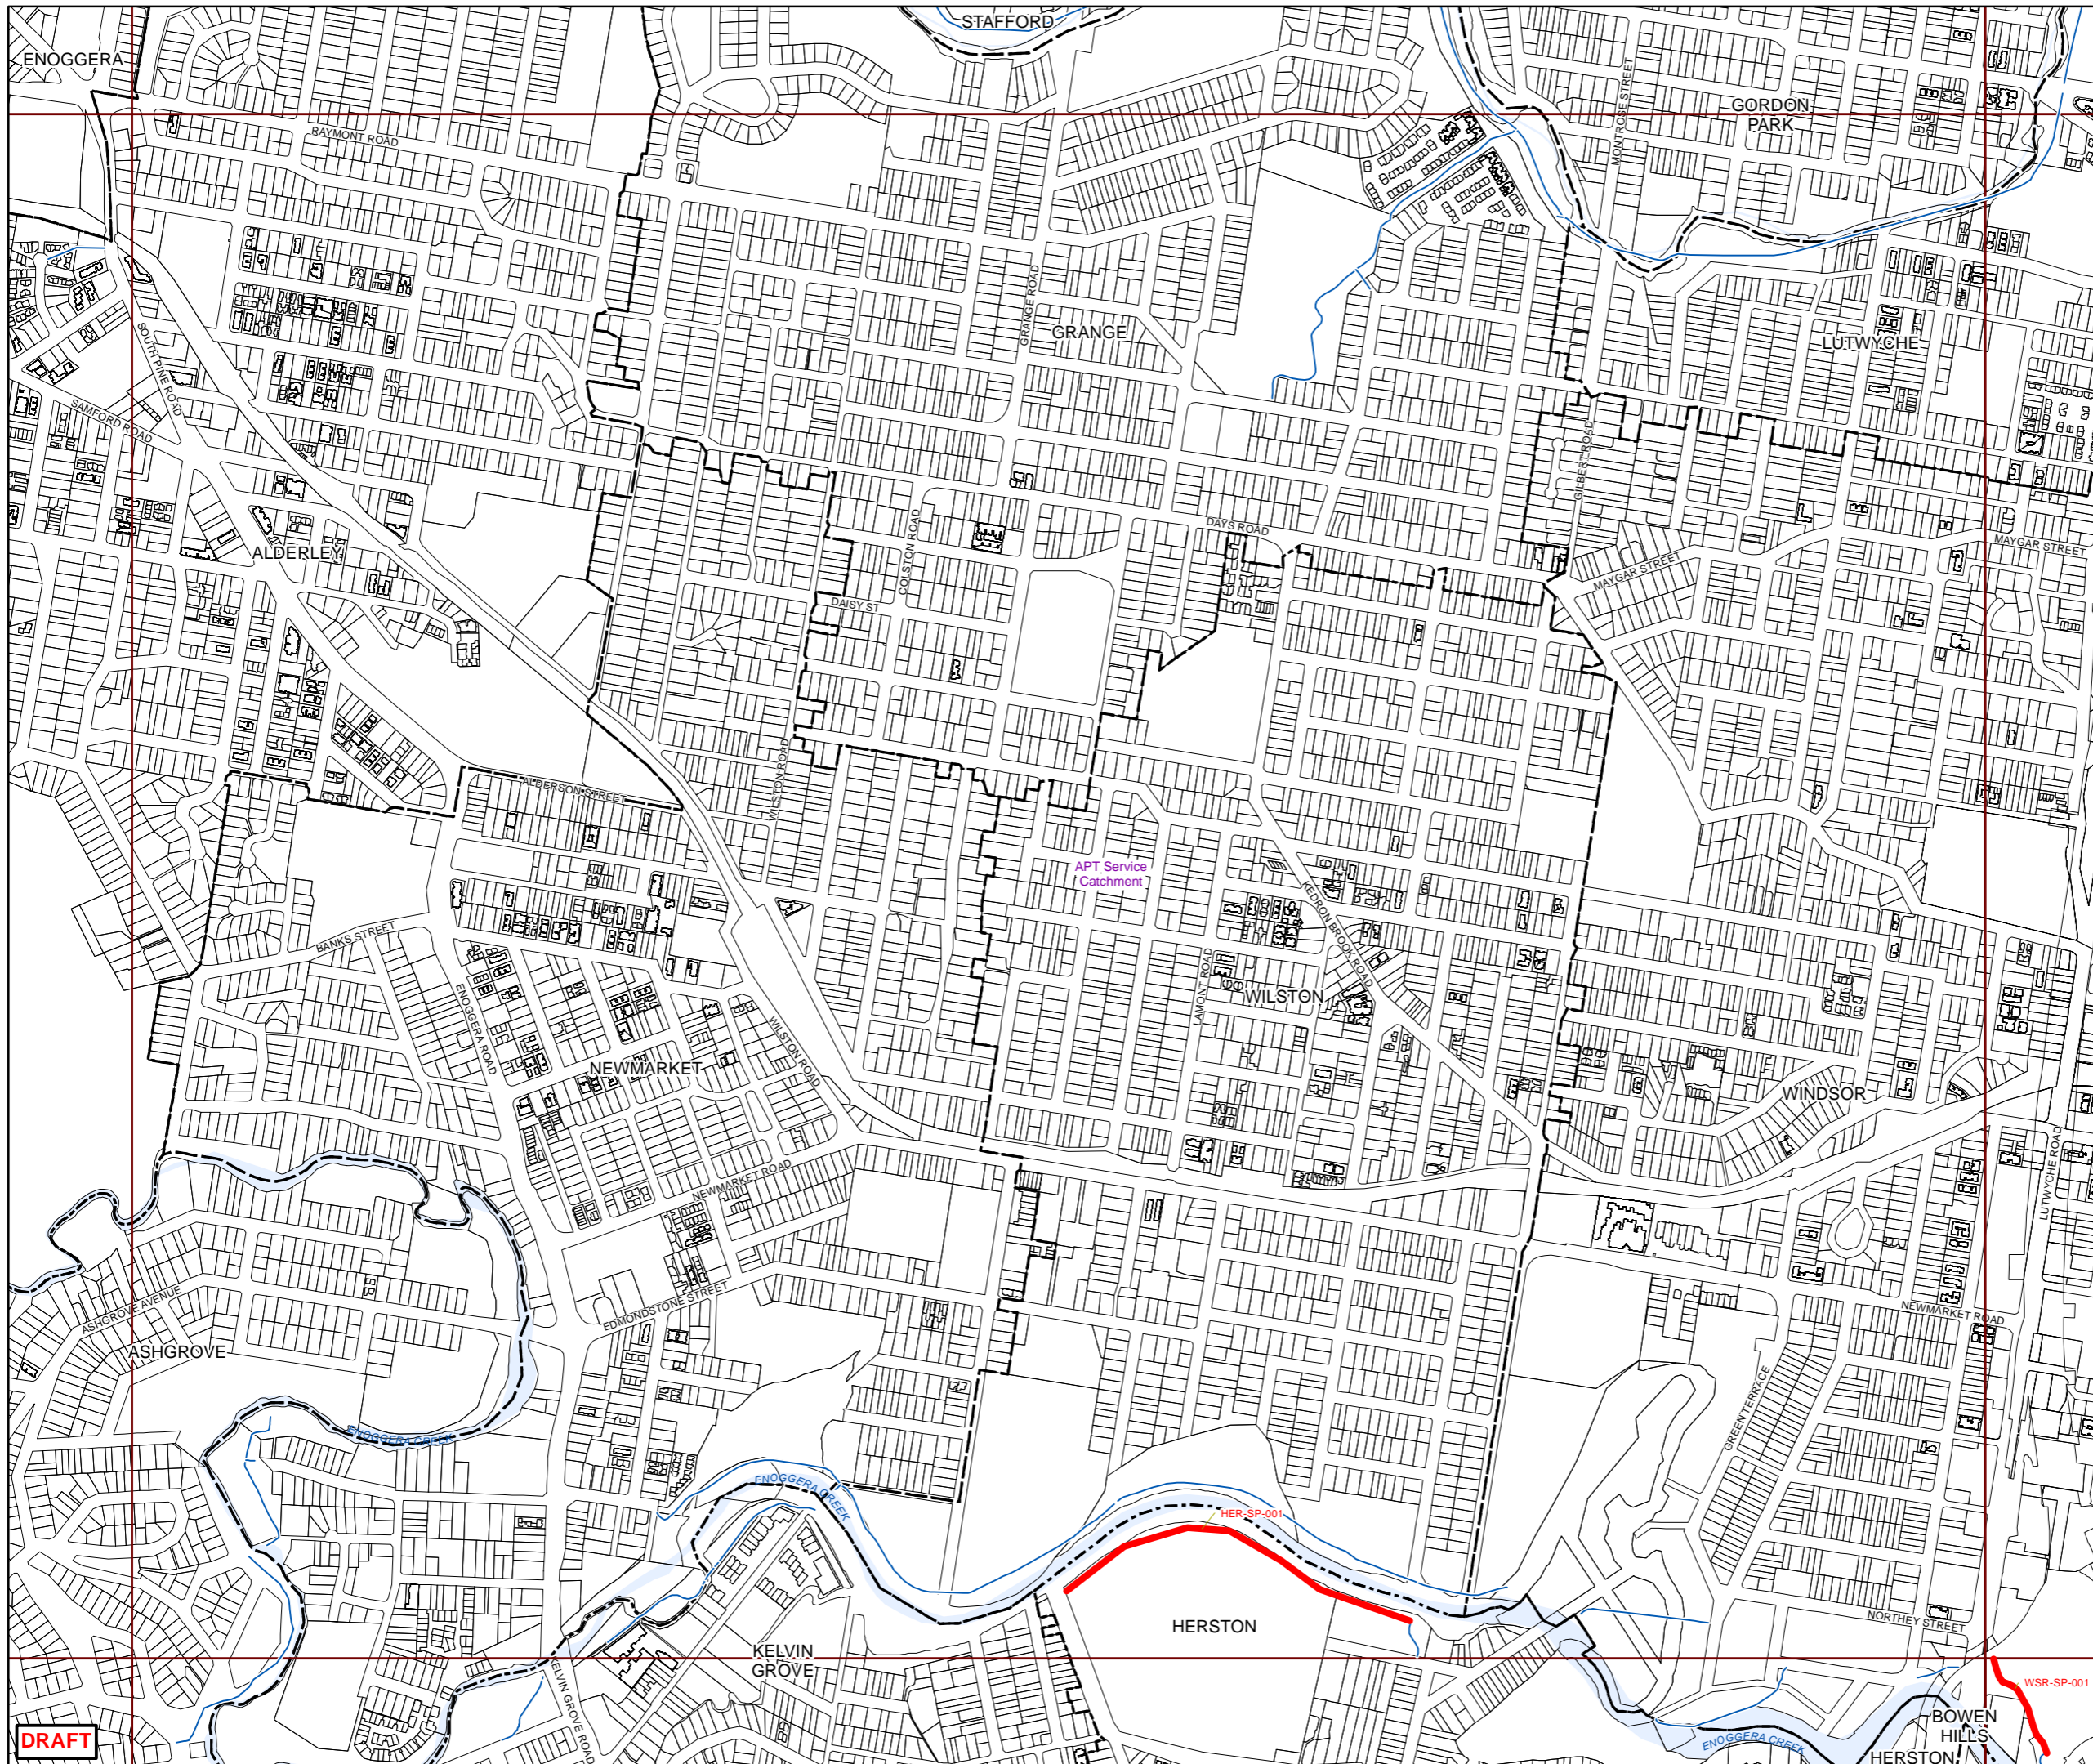 STAFFORD
ENOGGERA
GORDON
PARK
MONTROSE STREET
RAYMONT ROAD
GRANGE ROAD
GRANGE
LUTWYCHE
SOUTH PINE ROAD
SAMFORD ROAD
GILBERT ROAD
DAYS ROAD
COLSTON ROAD
MAYGAR STREET
MAYGAR STREET
ALDERLEY
DAISY ST
WILSTON ROAD
ALDERSON STREET
APT Service
Catchment
KEDRON BROOK ROAD
BANKS STREET
LAMONT ROAD
WILSTON
ENOGGERA ROAD
WILSTON ROAD
NEWMARKET
WINDSOR
LUTWYCHE ROAD
NEWMARKET ROAD
ASHGROVE AVENUE
EDMONDSTONE STREET
NEWMARKET ROAD
ASHGROVE
GREEN TERRACE
ENOGGERA CREEK
ENOGGERA CREEK
HER-SP-001
HERSTON
NORTHEY STREET
KELVIN
GROVE
KELVIN GROVE ROAD
WSR-SP-001
BOWEN
HILLS
ENOGGERA CREEK
HERSTON
DRAFT